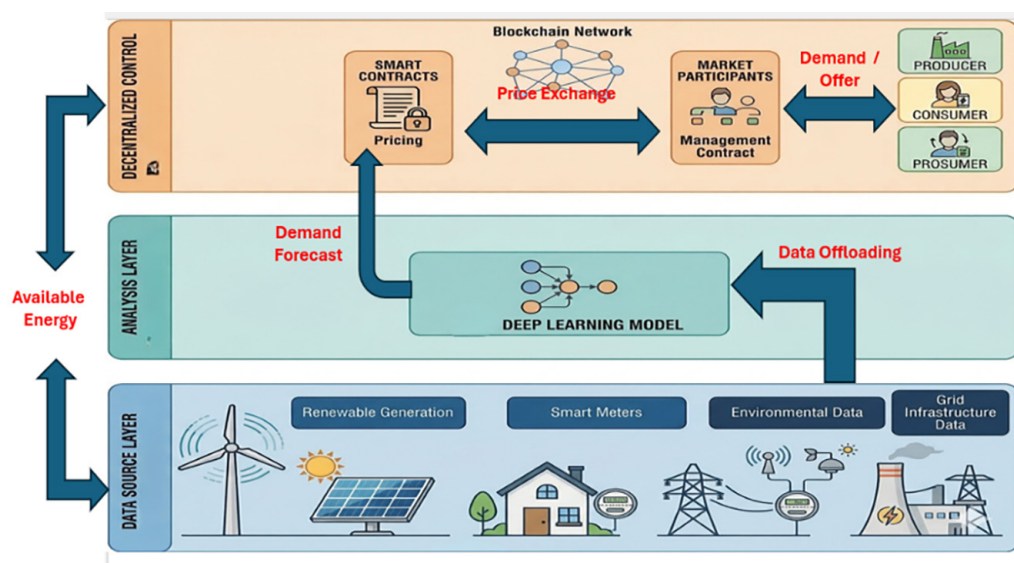 DECENTRALIZED CONTROL
Blockchain Network
SMART
CONTRACTS
Pricing
Price Exchange
MARKET
PARTICIPANTS
Management
Contract
Demand /
Offer
PRODUCER
CONSUMER
PROSUMER
ANALYSIS LAYER
Demand
Forecast
Data Offloading
DEEP LEARNING MODEL
Available
Energy
DATA SOURCE LAYER
Renewable Generation
Smart Meters
Environmental Data
Grid
Infrastructure
Data